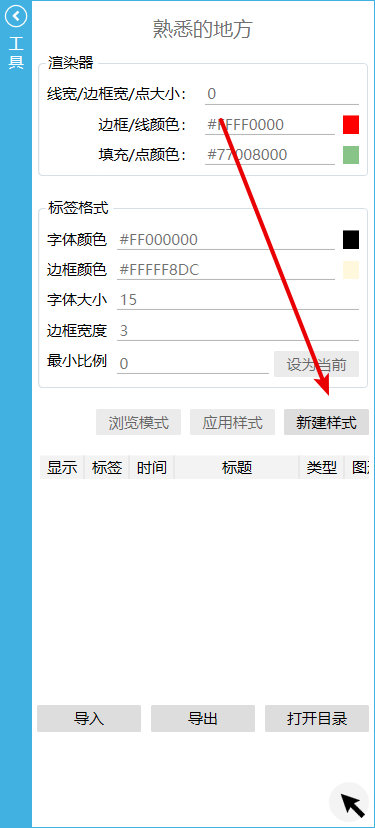 工具
熟悉的地方
渲染器
线宽/边框宽/点大小： 0
边框/线颜色： #FFFF0000
填充/点颜色： #77008000
标签格式
字体颜色 #FF000000
边框颜色 #FFFFF8DC
字体大小 15
边框宽度 3
最小比例 0 设为当前
浏览模式 应用样式 新建样式
显示 标签 时间 标题 类型
导入 导出 打开目录